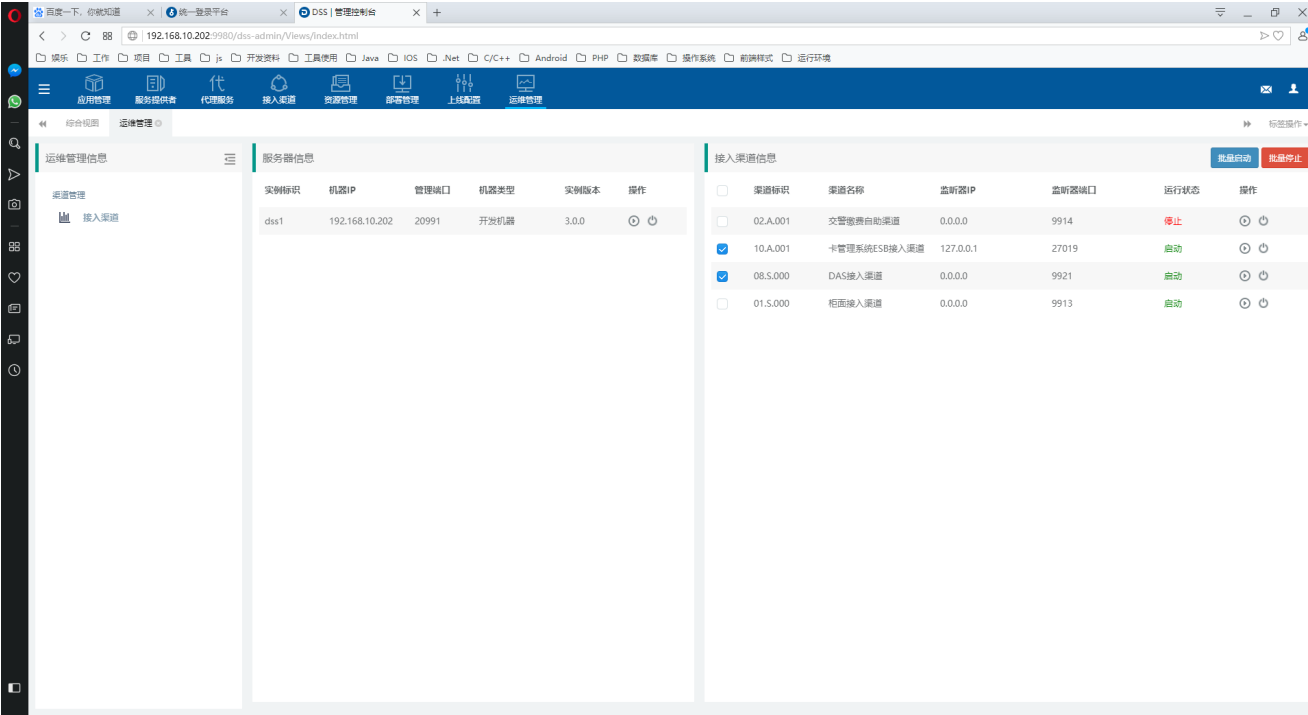 百度一下，你就知道 统一登录平台 DSS | 管理控制台
192.168.10.202:9980/dss-admin/Views/index.html
娱乐 工作 项目 工具 js 开发资料 工具使用 Java IOS .Net C/C++ Android PHP 数据库 操作系统 前端样式 运行环境
应用管理 服务提供者 代 代理服务 接入渠道 资源管理 部署管理 上线配置 运维管理
综合视图 运维管理 标签操作
运维管理信息
渠道管理
接入渠道
服务器信息
实例标识 机器IP 管理端口 机器类型 实例版本 操作
dss1 192.168.10.202 20991 开发机器 3.0.0
接入渠道信息 批量启动 批量停止
渠道标识 渠道名称 监听器IP 监听器端口 运行状态 操作
02.A.001 交警缴费自助渠道 0.0.0.0 9914 停止
10.A.001 卡管理系统ESB接入渠道 127.0.0.1 27019 启动
08.S.000 DAS接入渠道 0.0.0.0 9921 启动
01.S.000 柜面接入渠道 0.0.0.0 9913 启动